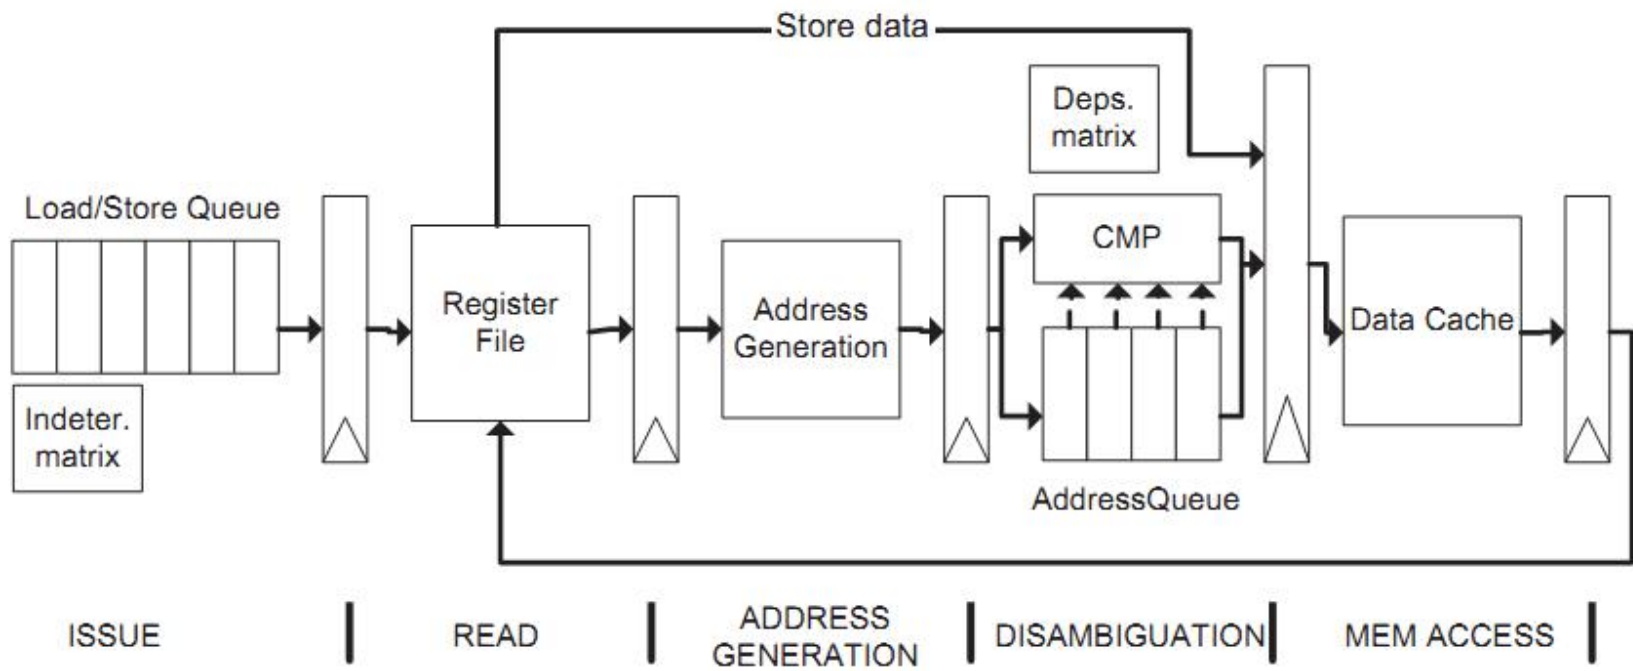 Store data
Deps.
matrix
Load/Store Queue
CMP
Register
File
Address
Generation
Data Cache
Indeter.
matrix
AddressQueue
ISSUE
READ
ADDRESS
GENERATION
DISAMBIGUATION
MEM ACCESS